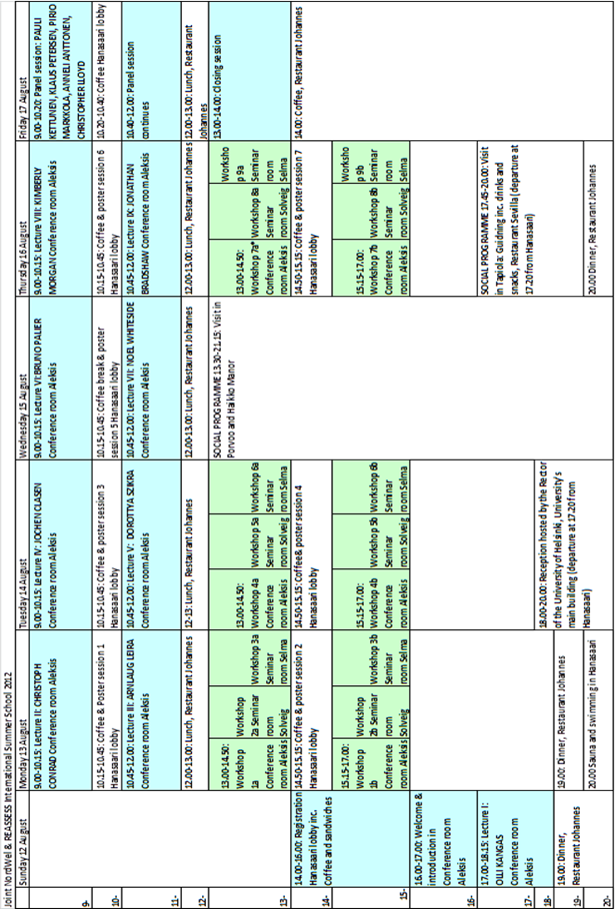 Joint NordWel & REASSESS International Summer School 2012
Sunday 12 August
14.00-16.00: Registration
Hanasaari lobby inc.
Coffee and sandwiches
16.00-17.00: Welcome &
introduction in
Conference room
Aleksis
17.00-18.15: Lecture I:
OLLI KANGAS
Conference room
Aleksis
19.00: Dinner,
Restaurant Johannes
Monday 13 August
9.00-10.15: Lecture II: CHRISTOPH
CONRAD Conference room Aleksis
10.15-10.45: Coffee & Poster session 1
Hanasaari lobby
10.45-12.00: Lecture III: ARNLAUG LEIRA
Conference room Aleksis
12.00-13.00: Lunch, Restaurant Johannes
13.00-14.50:
Workshop
1a
Conference
room Aleksis
Workshop
2a Seminar
room
Solveig
Workshop 3a
Seminar
room Selma
14.50-15.15: Coffee & poster session 2
Hanasaari lobby
15.15-17.00:
Workshop
1b
Conference
room Aleksis
Workshop
2b Seminar
room
Solveig
Workshop 3b
Seminar
room Selma
19.00: Dinner, Restaurant Johannes
20.00 Sauna and swimming in Hanasaari
Tuesday 14 August
9.00-10.15: Lecture IV: JOCHEN CLASEN
Conference room Aleksis
10.15-10.45: Coffee & poster session 3
Hanasaari lobby
10.45-12.00: Lecture V: DOROTTYA SZIKRA
Conference room Aleksis
12-13: Lunch, Restaurant Johannes
13.00-14.50:
Workshop 4a
Conference
room Aleksis
Workshop 5a
Seminar
room Solveig
Workshop 6a
Seminar
room Selma
14.50-15.15: Coffee & poster session 4
Hanasaari lobby
15.15-17.00:
Workshop 4b
Conference
room Aleksis
Workshop 5b
Seminar
room Solveig
Workshop 6b
Seminar
room Selma
18.00-20.00: Reception hosted by the Rector
of the University of Helsinki, University's
main building (departure at 17.20 from
Hanasaari)
Wednesday 15 August
9.00-10.15: Lecture VI: BRUNO PALIER
Conference room Aleksis
10.15-10.45: Coffee break & poster
session 5 Hanasaari lobby
10.45-12.00: Lecture VII: NOEL WHITESIDE
Conference room Aleksis
12.00-13.00: Lunch, Restaurant Johannes
SOCIAL PROGRAMME 13.30-21.15: Visit in
Porvoo and Haikko Manor
Thursday 16 August
9.00-10.15: Lecture VIII: KIMBERLY
MORGAN Conference room Aleksis
10.15-10.45: Coffee & poster session 6
Hanasaari lobby
10.45-12.00: Lecture IX: JONATHAN
BRADSHAW Conference room Aleksis
12.00-13.00: Lunch, Restaurant Johannes
13.00-14.50:
Workshop 7a*
Conference
room Aleksis
Workshop 8a
Seminar
room Solveig
Worksho
p 9a
Seminar
room
Selma
14.50-15.15: Coffee & poster session 7
Hanasaari lobby
15.15-17.00:
Workshop 7b
Conference
room Aleksis
Workshop 8b
Seminar
room Solveig
Worksho
p 9b
Seminar
room
Selma
SOCIAL PROGRAMME 17.45-20.00: Visit
in Tapiola: Guidning inc. drinks and
snacks, Restaurant Sevilla (departure at
17.20 from Hanasaari)
20.00 Dinner, Restaurant Johannes
Friday 17 August
9.00-10.20: Panel session: PAULI
KETTUNEN, KLAUS PETERSEN, PIRJO
MARKKOLA, ANNELI ANTTONEN,
CHRISTOPHER LLOYD
10.20-10.40: Coffee Hanasaari lobby
10.40-12.00: Panel session
continues
12.00-13.00: Lunch, Restaurant
Johannes
13.00-14.00: Closing session
14.00: Coffee, Restaurant Johannes
9-
10-
11-
12-
13-
14-
15-
16-
17-
18-
19-
20-